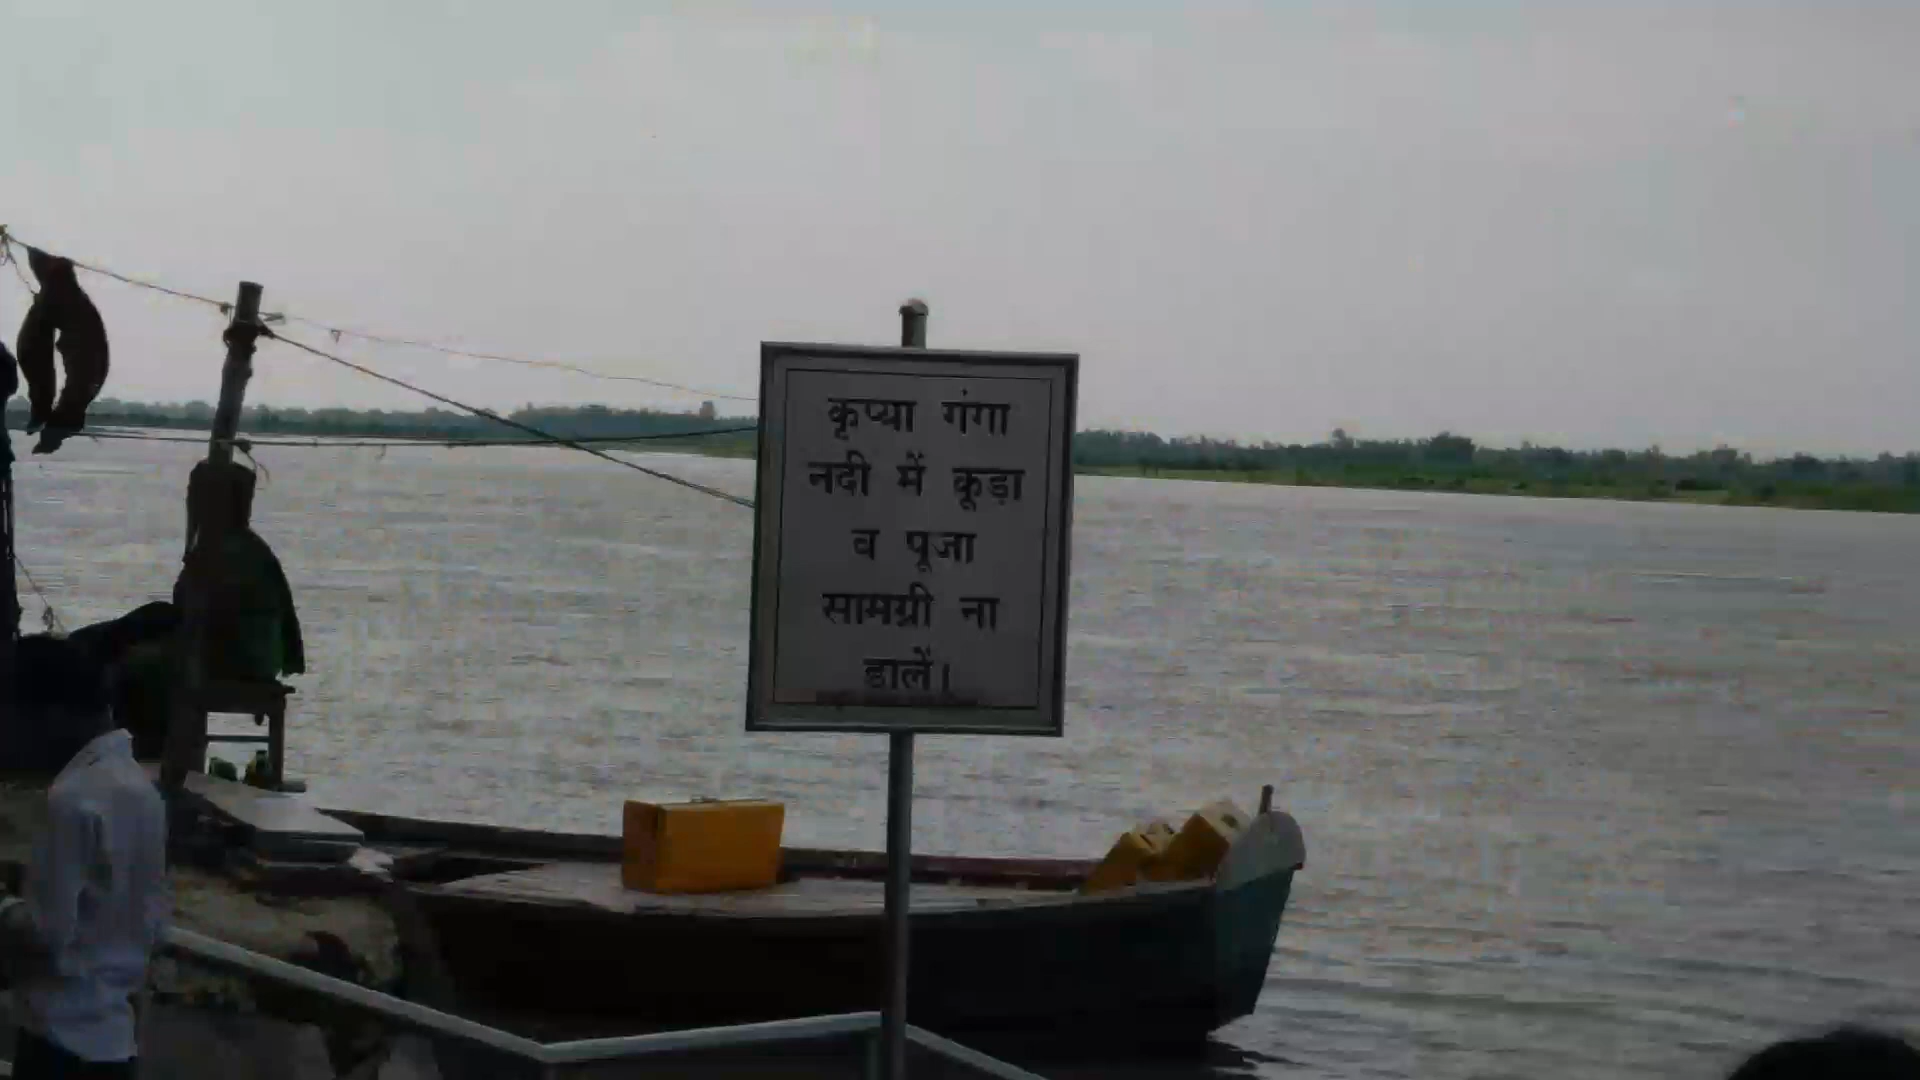 कृप्या गंगा
नदी में कूड़ा
व पूजा
सामग्री ना
डालें।